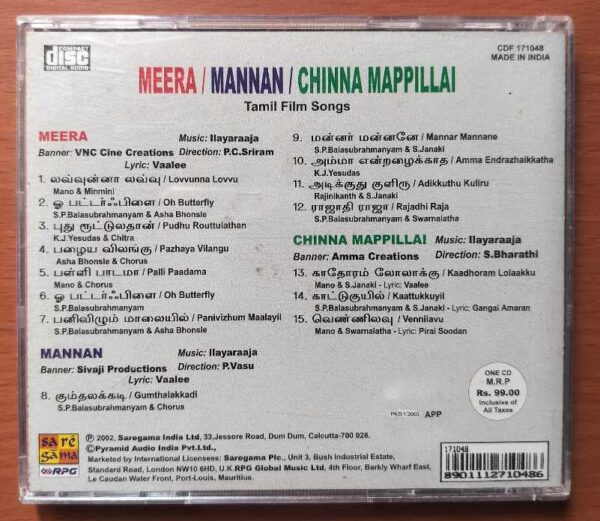 COMPACT
disc
DIGITAL AUDIO
CDF 171048
MADE IN INDIA
MEERA / MANNAN / CHINNA MAPPILLAI
Tamil Film Songs
MEERA Music: Ilayaraaja
Banner: VNC Cine Creations Direction: P.C.Sriram
Lyric: Vaalee
1. லவ்வுன்னா லவ்வு / Lovvunna Lovvu
Mano & Minmini
2. ஓ பட்டர்ஃபிளை / Oh Butterfly
S.P.Balasubrahmanyam & Asha Bhonsle
3. புது ரூட்டுலதான் / Pudhu Routtulathan
K.J.Yesudas & Chitra
4. பழைய விலங்கு / Pazhaya Vilangu
Asha Bhonsle & Chorus
5. பள்ளி பாடமா / Palli Paadama
Mano & Chorus
6. ஓ பட்டர்ஃபிளை / Oh Butterfly
S.P.Balasubrahmanyam
7. பனிவிழும் மாலையில் / Panivizhum Maalayil
S.P.Balasubrahmanyam & Asha Bhonsle
MANNAN Music: Ilayaraaja
Banner: Sivaji Productions Direction: P.Vasu
Lyric: Vaalee
8. கும்தலக்கடி / Gumthalakkadi
S.P.Balasubrahmanyam & Chorus
9. மன்னர் மன்னனே / Mannar Mannane
S.P.Balasubrahmanyam & S.Janaki
10. அம்மா என்றழைக்காத / Amma Endrazhaikkatha
K.J.Yesudas
11. அடிக்குது குளிரு / Adikkuthu Kuliru
Rajinikanth & S.Janaki
12. ராஜாதி ராஜா / Rajadhi Raja
S.P.Balasubrahmanyam & Swarnalatha
CHINNA MAPPILLAI Music: Ilayaraaja
Banner: Amma Creations Direction: S.Bharathi
13. காதோரம் லோலாக்கு / Kaadhoram Lolaakku
Mano & S.Janaki - Lyric: Vaalee
14. காட்டுகுயில் / Kaattukkuyil
S.P.Balasubrahmanyam & S.Janaki - Lyric: Gangai Amaran
15. வெண்ணிலவு / Vennilavu
Mano & Swarnalatha - Lyric: Pirai Soodan
ONE CD
M.R.P
Rs. 99.00
Inclusive of
All Taxes
PKD.1/2003 APP
sa re
ga ma
RPG
℗ 2002, Saregama India Ltd, 33,Jessore Road, Dum Dum, Calcutta-700 028.
©Pyramid Audio India Pvt.Ltd.,
Marketed by International Licensees: Saregama Plc., Unit 3, Bush Industrial Estate,
Standard Road, London NW10 6HD, U.K.RPG Global Music Ltd, 4th Floor, Barkly Wharf East,
Le Caudan Water Front, Port-Louis, Mauritius.
171048
8901112710486